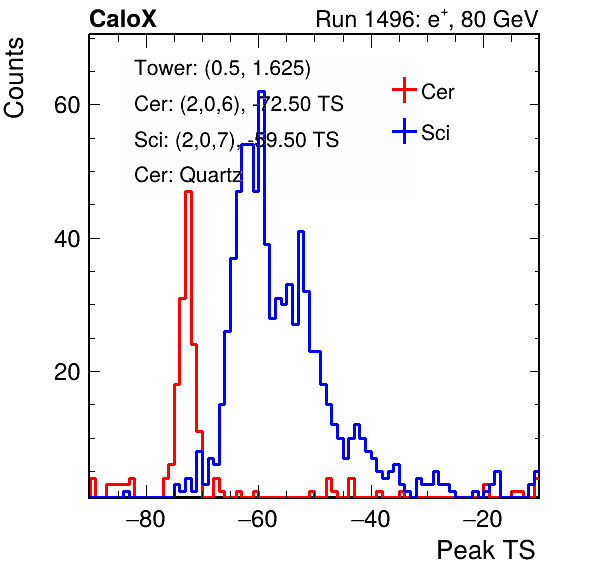 CaloX Run 1496: e+, 80 GeV
Counts
Tower: (0.5, 1.625)
Cer: (2,0,6), -72.50 TS
Sci: (2,0,7), -59.50 TS
Cer: Quartz
Cer
Sci
60
40
20
−80 −60 −40 −20
Peak TS